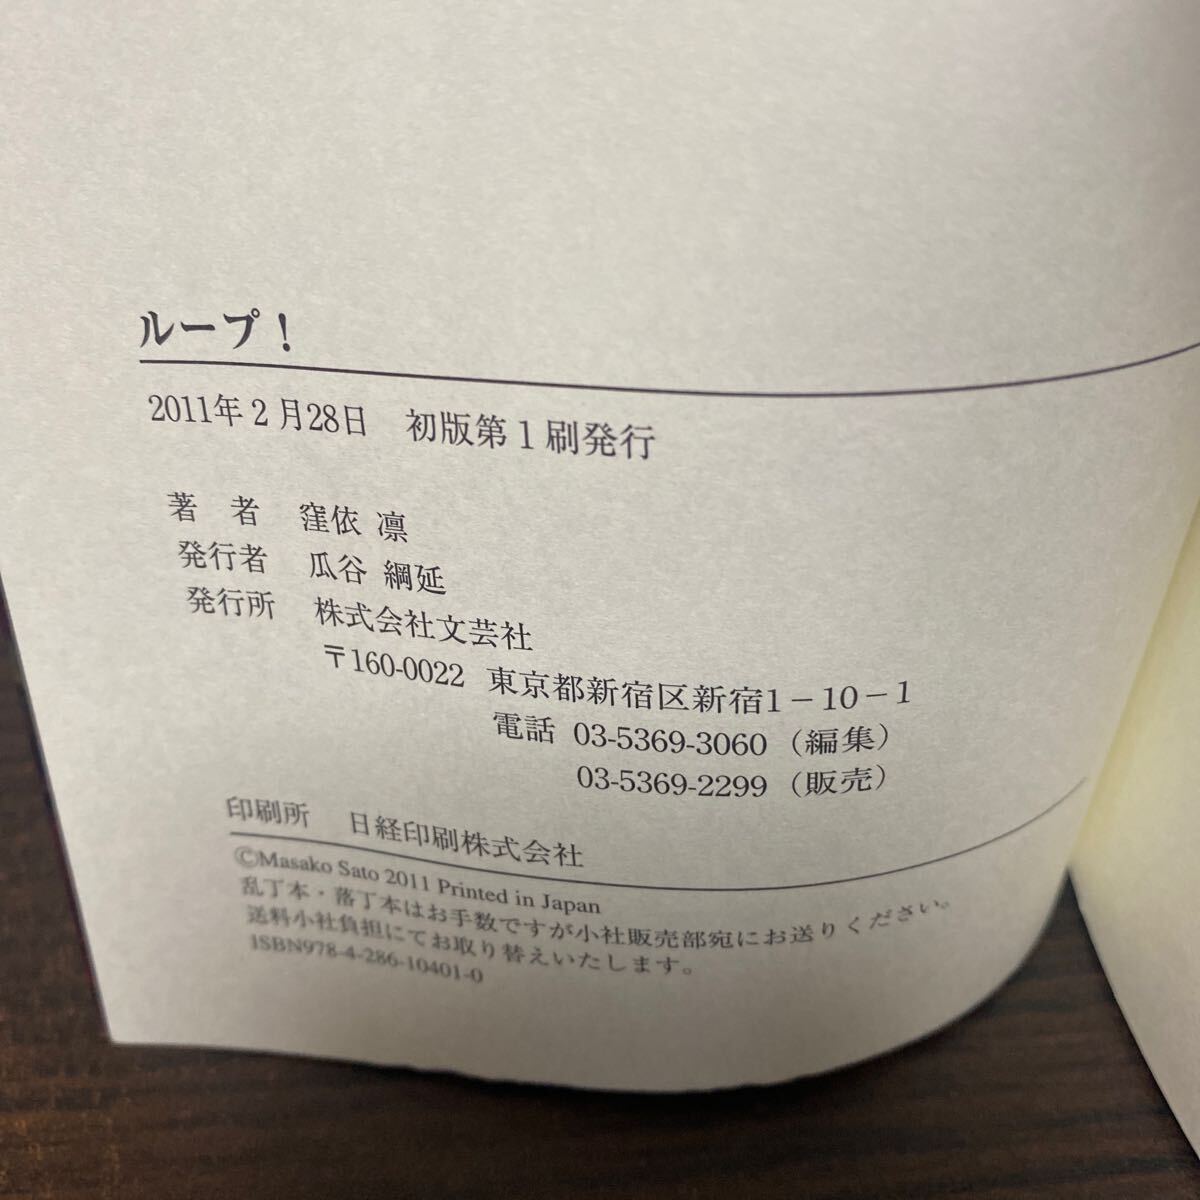 ループ！
2011年2月28日　初版第1刷発行
著　者　窪依 凛
発行者　瓜谷 綱延
発行所　株式会社文芸社
〒160-0022　東京都新宿区新宿1－10－1
電話　03-5369-3060（編集）
03-5369-2299（販売）
印刷所　日経印刷株式会社
©Masako Sato 2011 Printed in Japan
乱丁本・落丁本はお手数ですが小社販売部宛にお送りください。
送料小社負担にてお取り替えいたします。
ISBN978-4-286-10401-0